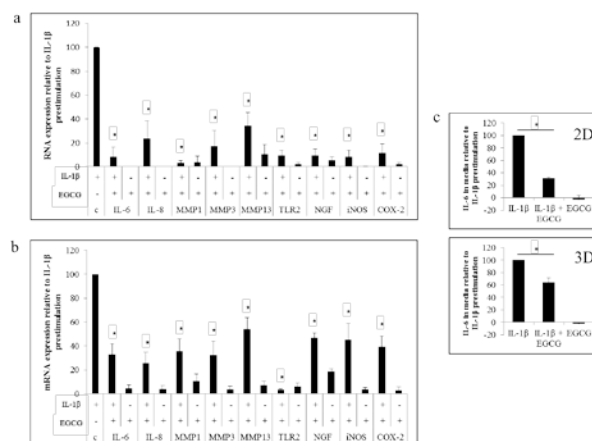 a
RNA expression relative to IL-1β
prestimulation
120
100
80
60
40
20
0
* * * * * * * * *
IL-1β + + - + - + - + - + - + - + - + - + -
EGCG - + + + + + + + + + + + + + + + + + +
c IL-6 IL-8 MMP1 MMP3 MMP13 TLR2 NGF iNOS COX-2
b
mRNA expression relative to IL-1β
prestimulation
120
100
80
60
40
20
0
* * * * * * * * *
IL-1β + + - + - + - + - + - + - + - + - + -
EGCG - + + + + + + + + + + + + + + + + + +
c IL-6 IL-8 MMP1 MMP3 MMP13 TLR2 NGF iNOS COX-2
c
2D
IL-6 in media relative to
IL-1β prestimulation
120
100
80
60
40
20
0
-20
*
IL-1β IL-1β + EGCG
EGCG
3D
IL-6 in media relative to
IL-1β prestimulation
120
100
80
60
40
20
0
-20
*
IL-1β IL-1β + EGCG
EGCG